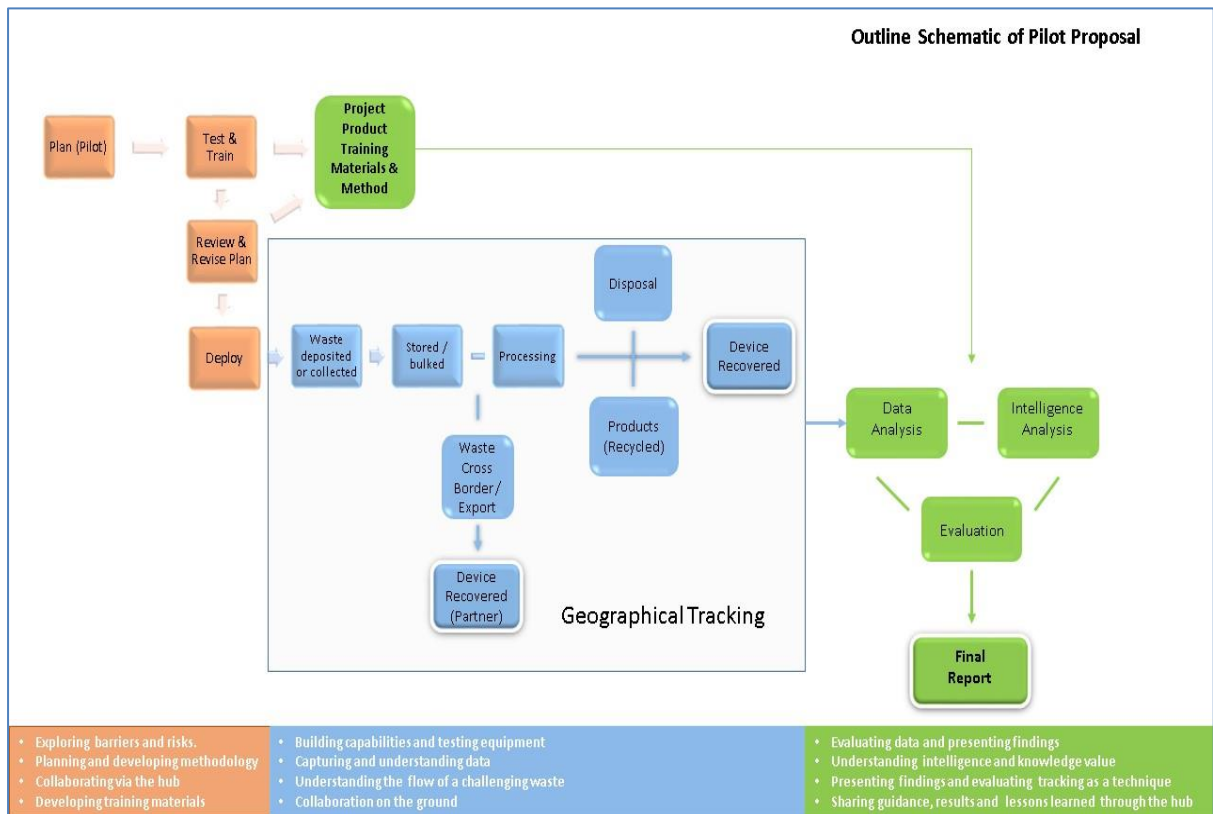 Outline Schematic of Pilot Proposal
Plan (Pilot)
Test &
Train
Project
Product
Training
Materials &
Method
Review &
Revise Plan
Deploy
Waste
deposited
or collected
Stored /
bulked
Processing
Disposal
Products
(Recycled)
Device
Recovered
Waste
Cross
Border/
Export
Device
Recovered
(Partner)
Geographical Tracking
Data
Analysis
Intelligence
Analysis
Evaluation
Final
Report
• Exploring barriers and risks.
• Planning and developing methodology
• Collaborating via the hub
• Developing training materials
• Building capabilities and testing equipment
• Capturing and understanding data
• Understanding the flow of a challenging waste
• Collaboration on the ground
• Evaluating data and presenting findings
• Understanding intelligence and knowledge value
• Presenting findings and evaluating tracking as a technique
• Sharing guidance, results and lessons learned through the hub